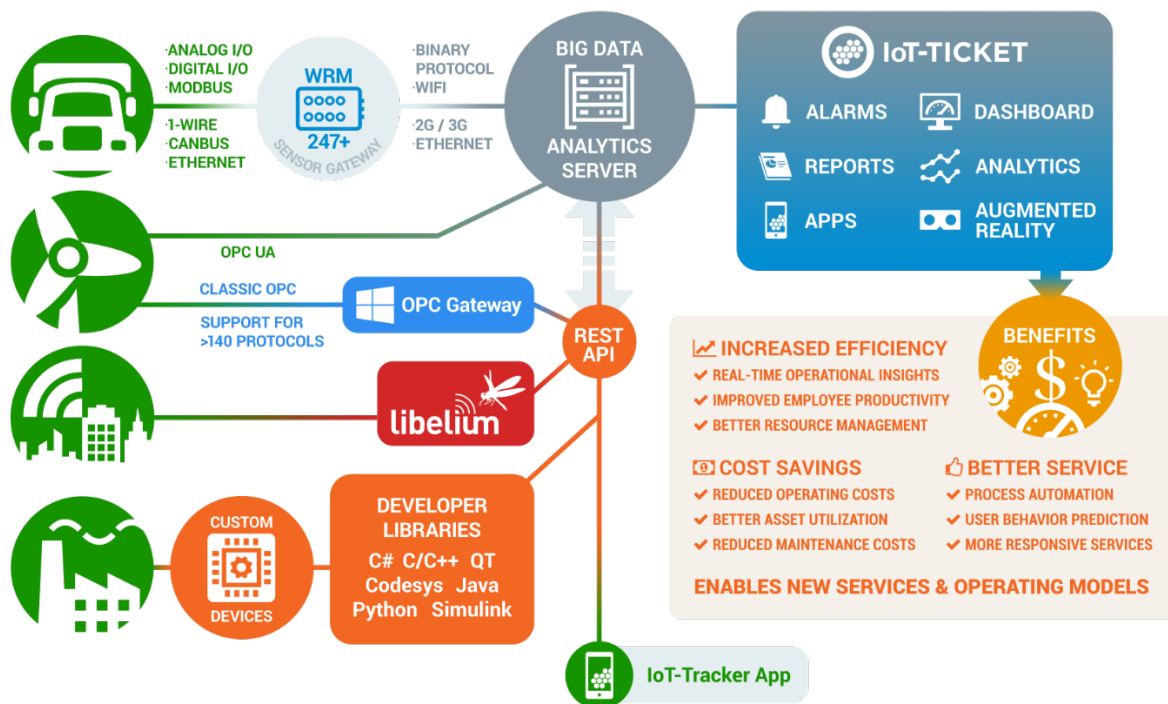 ·ANALOG I/O
·DIGITAL I/O
·MODBUS
·1-WIRE
·CANBUS
·ETHERNET
WRM
247+
SENSOR GATEWAY
·BINARY
PROTOCOL
·WIFI
·2G / 3G
·ETHERNET
BIG DATA
ANALYTICS
SERVER
IoT-TICKET
ALARMS
DASHBOARD
REPORTS
ANALYTICS
APPS
AUGMENTED
REALITY
OPC UA
CLASSIC OPC
SUPPORT FOR
>140 PROTOCOLS
OPC Gateway
REST
API
libelium
CUSTOM
DEVICES
DEVELOPER
LIBRARIES
C# C/C++ QT
Codesys Java
Python Simulink
IoT-Tracker App
BENEFITS
$
INCREASED EFFICIENCY
REAL-TIME OPERATIONAL INSIGHTS
IMPROVED EMPLOYEE PRODUCTIVITY
BETTER RESOURCE MANAGEMENT
COST SAVINGS
REDUCED OPERATING COSTS
BETTER ASSET UTILIZATION
REDUCED MAINTENANCE COSTS
BETTER SERVICE
PROCESS AUTOMATION
USER BEHAVIOR PREDICTION
MORE RESPONSIVE SERVICES
ENABLES NEW SERVICES & OPERATING MODELS